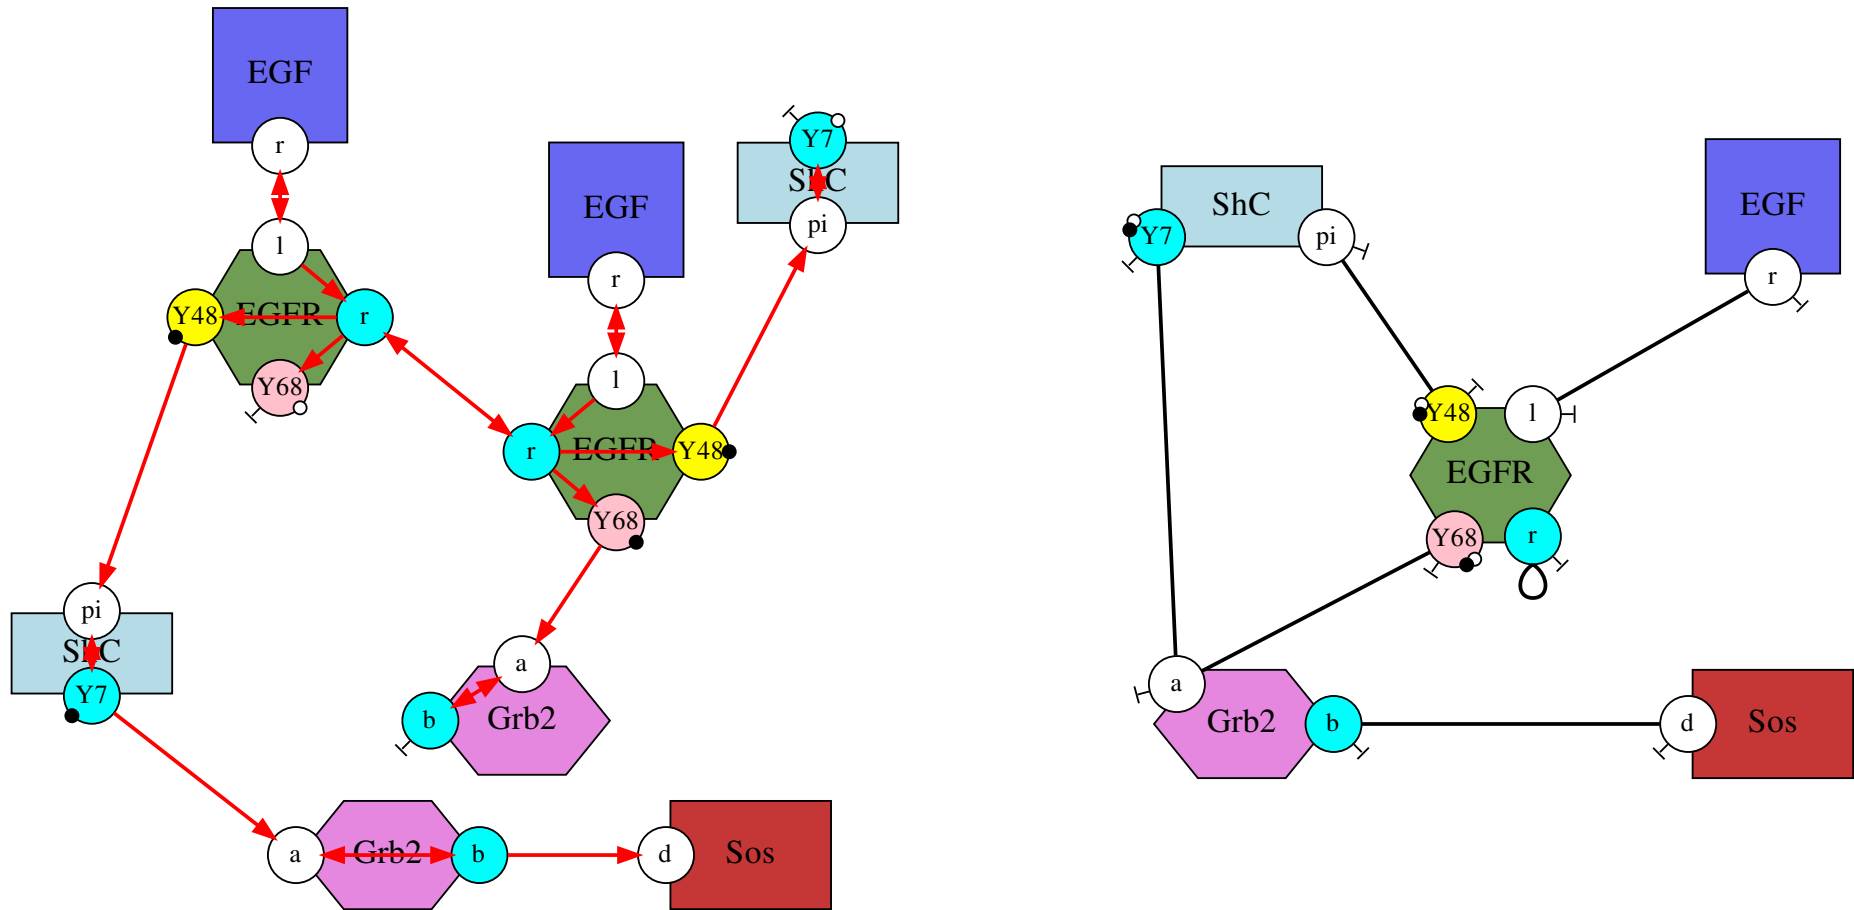 EGF
r
l
EGFR
Y48
r
Y68
EGF
r
l
EGFR
r
Y48
Y68
Y7
ShC
pi
pi
ShC
Y7
a
b
Grb2
a
Grb2
b
d
Sos
ShC
Y7
pi
EGF
r
Y48
l
EGFR
Y68
r
a
Grb2
b
d
Sos